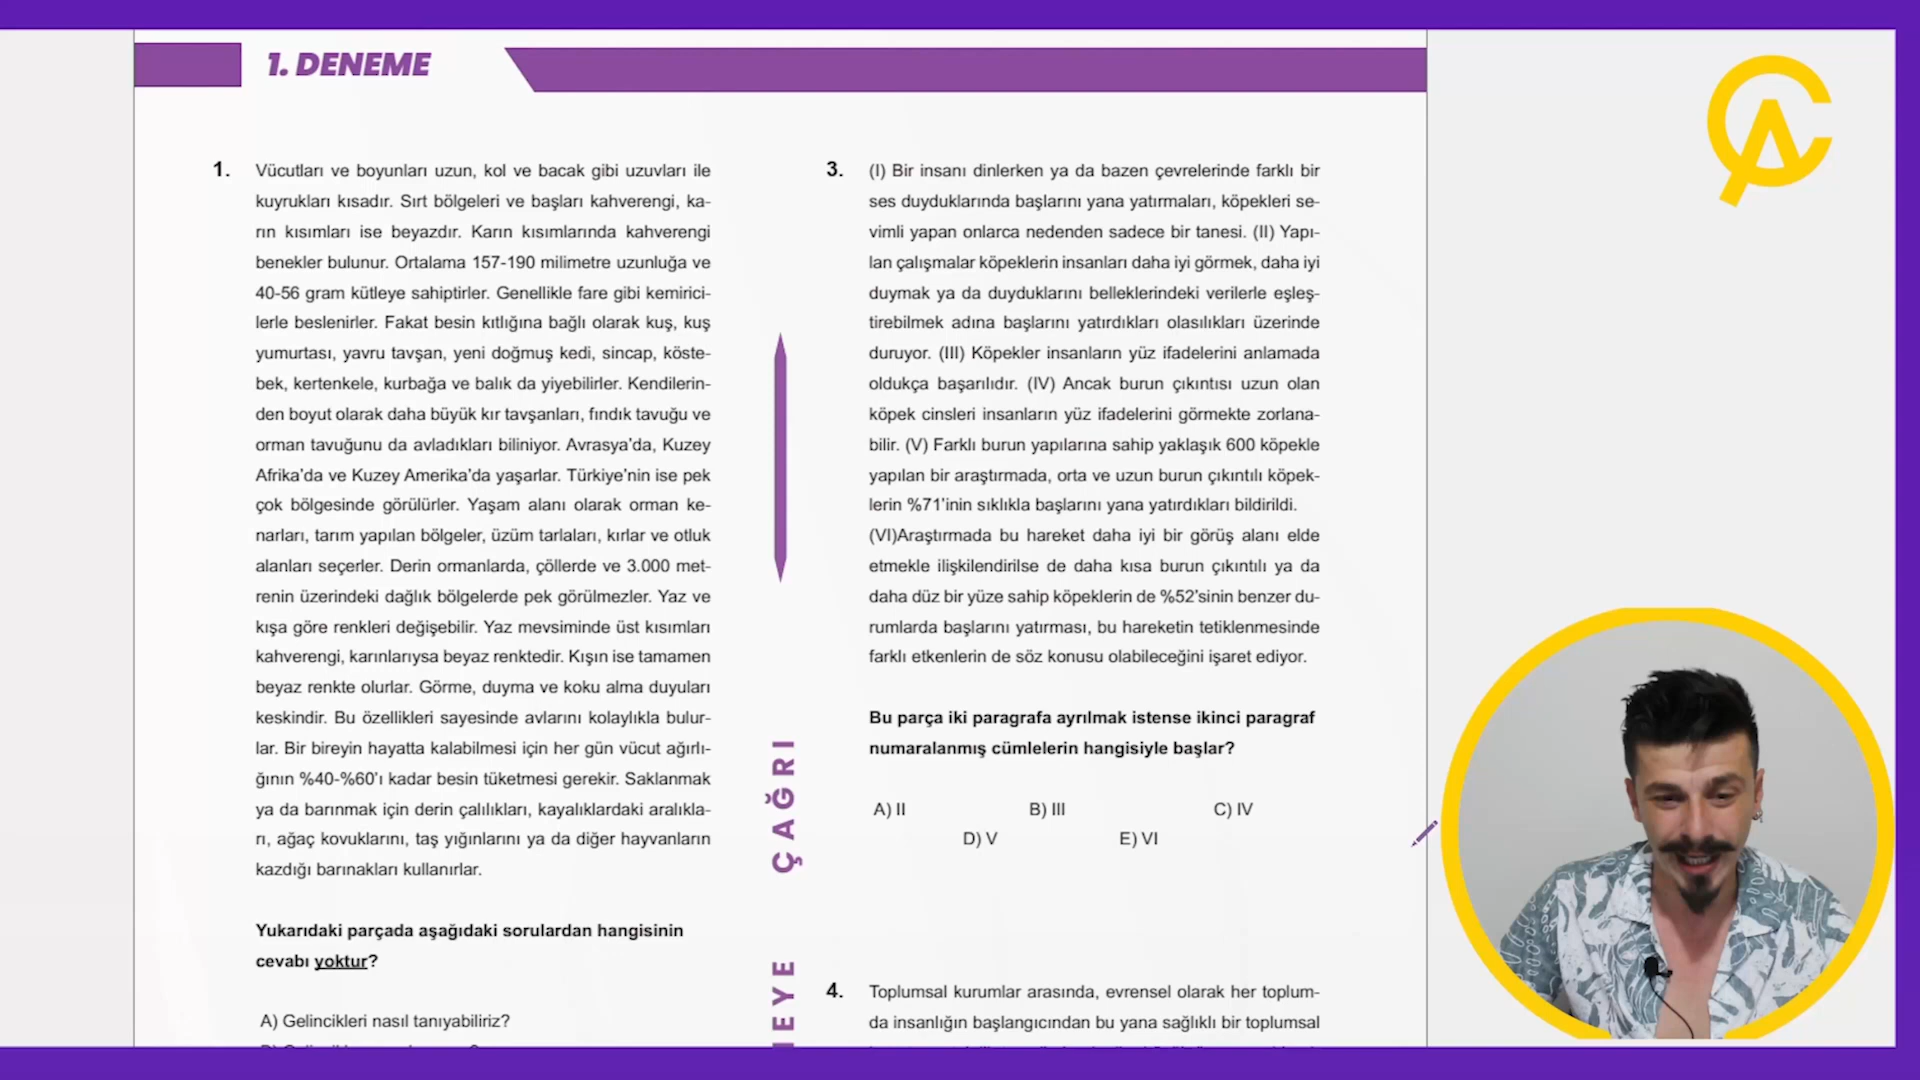 1. DENEME
1.
Vücutları ve boyunları uzun, kol ve bacak gibi uzuvları ile
kuyrukları kısadır. Sırt bölgeleri ve başları kahverengi, ka-
rın kısımları ise beyazdır. Karın kısımlarında kahverengi
benekler bulunur. Ortalama 157-190 milimetre uzunluğa ve
40-56 gram kütleye sahiptirler. Genellikle fare gibi kemirici-
lerle beslenirler. Fakat besin kıtlığına bağlı olarak kuş, kuş
yumurtası, yavru tavşan, yeni doğmuş kedi, sincap, köste-
bek, kertenkele, kurbağa ve balık da yiyebilirler. Kendilerin-
den boyut olarak daha büyük kır tavşanları, fındık tavuğu ve
orman tavuğunu da avladıkları biliniyor. Avrasya'da, Kuzey
Afrika'da ve Kuzey Amerika'da yaşarlar. Türkiye'nin ise pek
çok bölgesinde görülürler. Yaşam alanı olarak orman ke-
narları, tarım yapılan bölgeler, üzüm tarlaları, kırlar ve otluk
alanları seçerler. Derin ormanlarda, çöllerde ve 3.000 met-
renin üzerindeki dağlık bölgelerde pek görülmezler. Yaz ve
kışa göre renkleri değişebilir. Yaz mevsiminde üst kısımları
kahverengi, karınlarıysa beyaz renktedir. Kışın ise tamamen
beyaz renkte olurlar. Görme, duyma ve koku alma duyuları
keskindir. Bu özellikleri sayesinde avlarını kolaylıkla bulur-
lar. Bir bireyin hayatta kalabilmesi için her gün vücut ağırlı-
ğının %40-%60'ı kadar besin tüketmesi gerekir. Saklanmak
ya da barınmak için derin çalılıkları, kayalıklardaki aralıkla-
rı, ağaç kovuklarını, taş yığınlarını ya da diğer hayvanların
kazdığı barınakları kullanırlar.
Yukarıdaki parçada aşağıdaki sorulardan hangisinin
cevabı yoktur?
A) Gelincikleri nasıl tanıyabiliriz?
ÇAĞRI
EYE
3.
(I) Bir insanı dinlerken ya da bazen çevrelerinde farklı bir
ses duyduklarında başlarını yana yatırmaları, köpekleri se-
vimli yapan onlarca nedenden sadece bir tanesi. (II) Yapı-
lan çalışmalar köpeklerin insanları daha iyi görmek, daha iyi
duymak ya da duyduklarını belleklerindeki verilerle eşleş-
tirebilmek adına başlarını yatırdıkları olasılıkları üzerinde
duruyor. (III) Köpekler insanların yüz ifadelerini anlamada
oldukça başarılıdır. (IV) Ancak burun çıkıntısı uzun olan
köpek cinsleri insanların yüz ifadelerini görmekte zorlana-
bilir. (V) Farklı burun yapılarına sahip yaklaşık 600 köpekle
yapılan bir araştırmada, orta ve uzun burun çıkıntılı köpek-
lerin %71'inin sıklıkla başlarını yana yatırdıkları bildirildi.
(VI)Araştırmada bu hareket daha iyi bir görüş alanı elde
etmekle ilişkilendirilse de daha kısa burun çıkıntılı ya da
daha düz bir yüze sahip köpeklerin de %52'sinin benzer du-
rumlarda başlarını yatırması, bu hareketin tetiklenmesinde
farklı etkenlerin de söz konusu olabileceğini işaret ediyor.
Bu parça iki paragrafa ayrılmak istense ikinci paragraf
numaralanmış cümlelerin hangisiyle başlar?
A) II B) III C) IV
D) V E) VI
4.
Toplumsal kurumlar arasında, evrensel olarak her toplum-
da insanlığın başlangıcından bu yana sağlıklı bir toplumsal